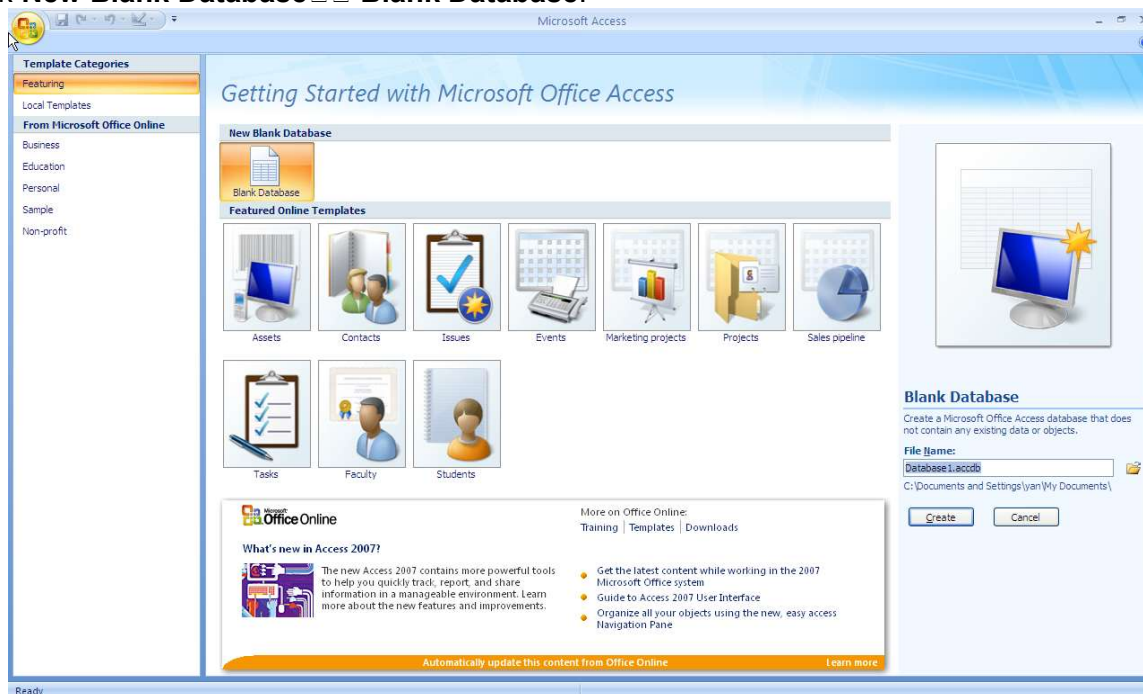 New Blank Database□□ Blank Database.
Microsoft Access
Template Categories
Featuring
Local Templates
From Microsoft Office Online
Business
Education
Personal
Sample
Non-profit
Getting Started with Microsoft Office Access
New Blank Database
Blank Database
Featured Online Templates
Assets
Contacts
Issues
Events
Marketing projects
Projects
Sales pipeline
Tasks
Faculty
Students
Microsoft
Office Online
What's new in Access 2007?
The new Access 2007 contains more powerful tools
to help you quickly track, report, and share
information in a manageable environment. Learn
more about the new features and improvements.
More on Office Online:
Training | Templates | Downloads
Get the latest content while working in the 2007
Microsoft Office system
Guide to Access 2007 User Interface
Organize all your objects using the new, easy access
Navigation Pane
Automatically update this content from Office Online
Learn more
Blank Database
Create a Microsoft Office Access database that does
not contain any existing data or objects.
File Name:
Database1.accdb
C:\Documents and Settings\yan\My Documents\
Create
Cancel
Ready